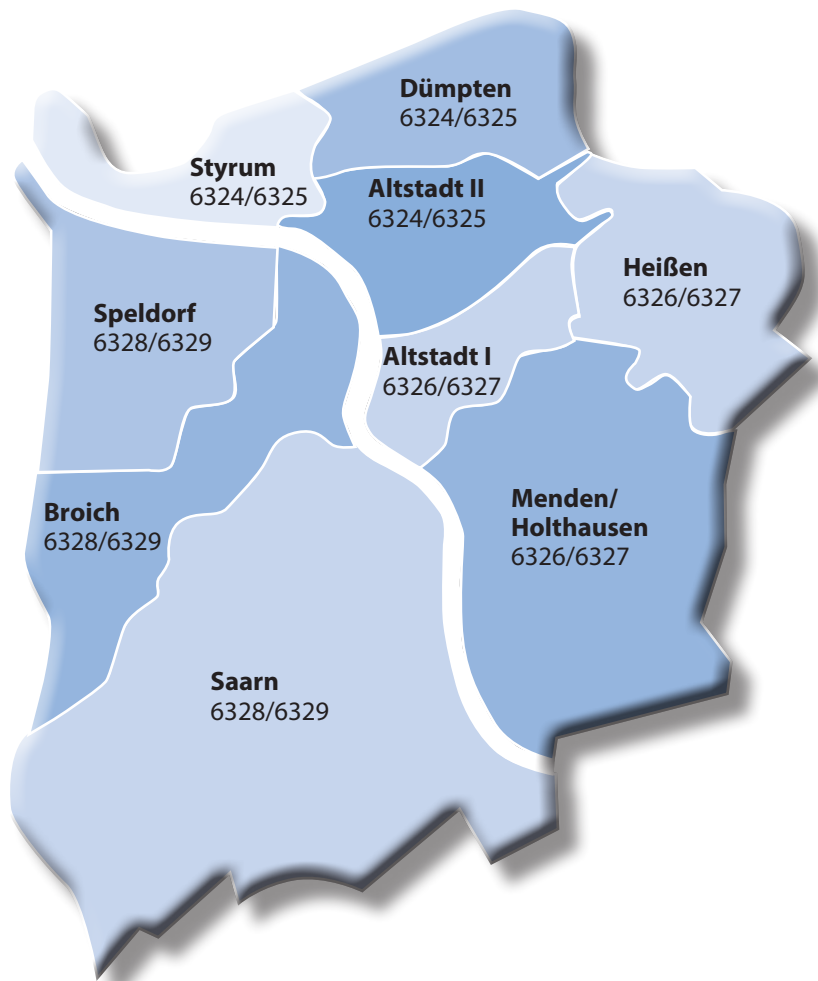 Dümpten
6324/6325
Styrum
6324/6325
Altstadt II
6324/6325
Heißen
6326/6327
Speldorf
6328/6329
Altstadt I
6326/6327
Broich
6328/6329
Menden/
Holthausen
6326/6327
Saarn
6328/6329